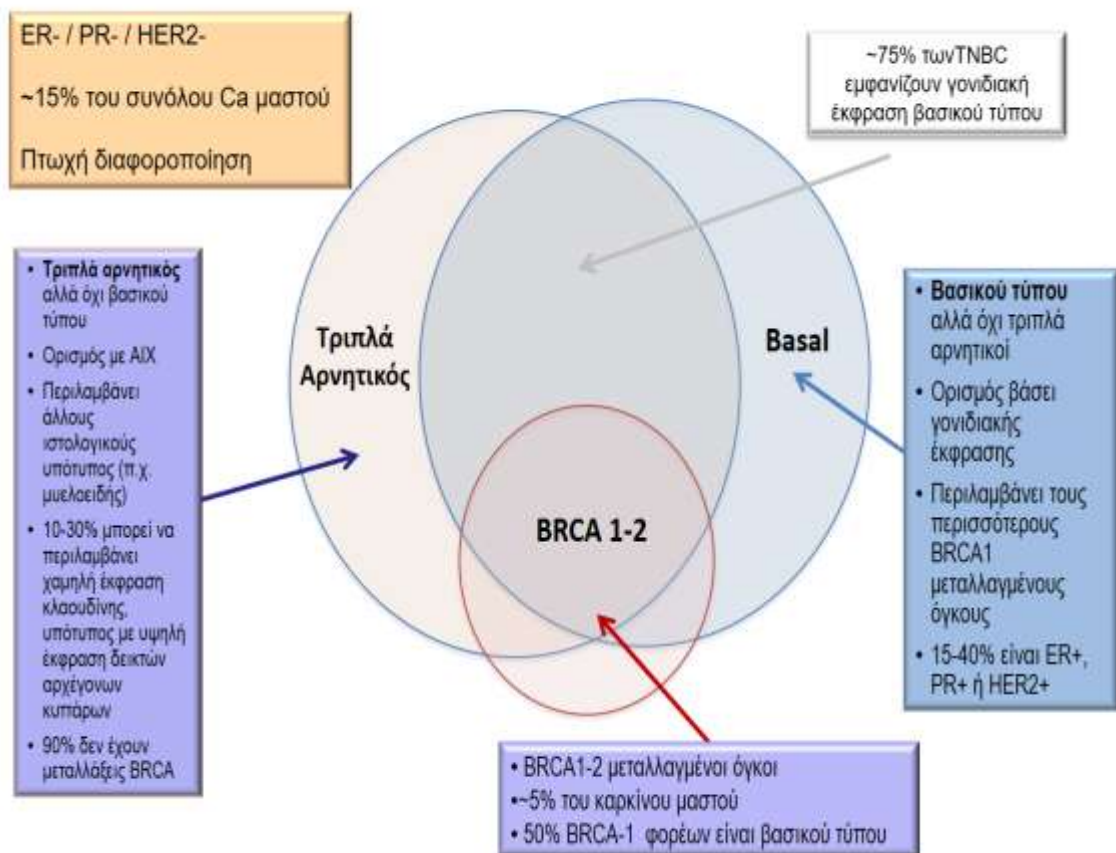 ER- / PR- / HER2-
~15% του συνόλου Ca μαστού
Πτωχή διαφοροποίηση
~75% τωνTNBC
εμφανίζουν γονιδιακή
έκφραση βασικού τύπου
• Τριπλά αρνητικός
αλλά όχι βασικού
τύπου
• Ορισμός με ΑΙΧ
• Περιλαμβάνει
άλλους
ιστολογικούς
υπότυπος (π.χ.
μυελοειδής)
• 10-30% μπορεί να
περιλαμβάνει
χαμηλή έκφραση
κλαουδίνης,
υπότυπος με υψηλή
έκφραση δεικτών
αρχέγονων
κυττάρων
• 90% δεν έχουν
μεταλλάξεις BRCA
Τριπλά
Αρνητικός
Basal
BRCA 1-2
• Βασικού τύπου
αλλά όχι τριπλά
αρνητικοί
• Ορισμός βάσει
γονιδιακής
έκφρασης
• Περιλαμβάνει τους
περισσότερους
BRCA1
μεταλλαγμένους
όγκους
• 15-40% είναι ER+,
PR+ ή HER2+
• BRCA1-2 μεταλλαγμένοι όγκοι
•~5% του καρκίνου μαστού
• 50% BRCA-1 φορέων είναι βασικού τύπου